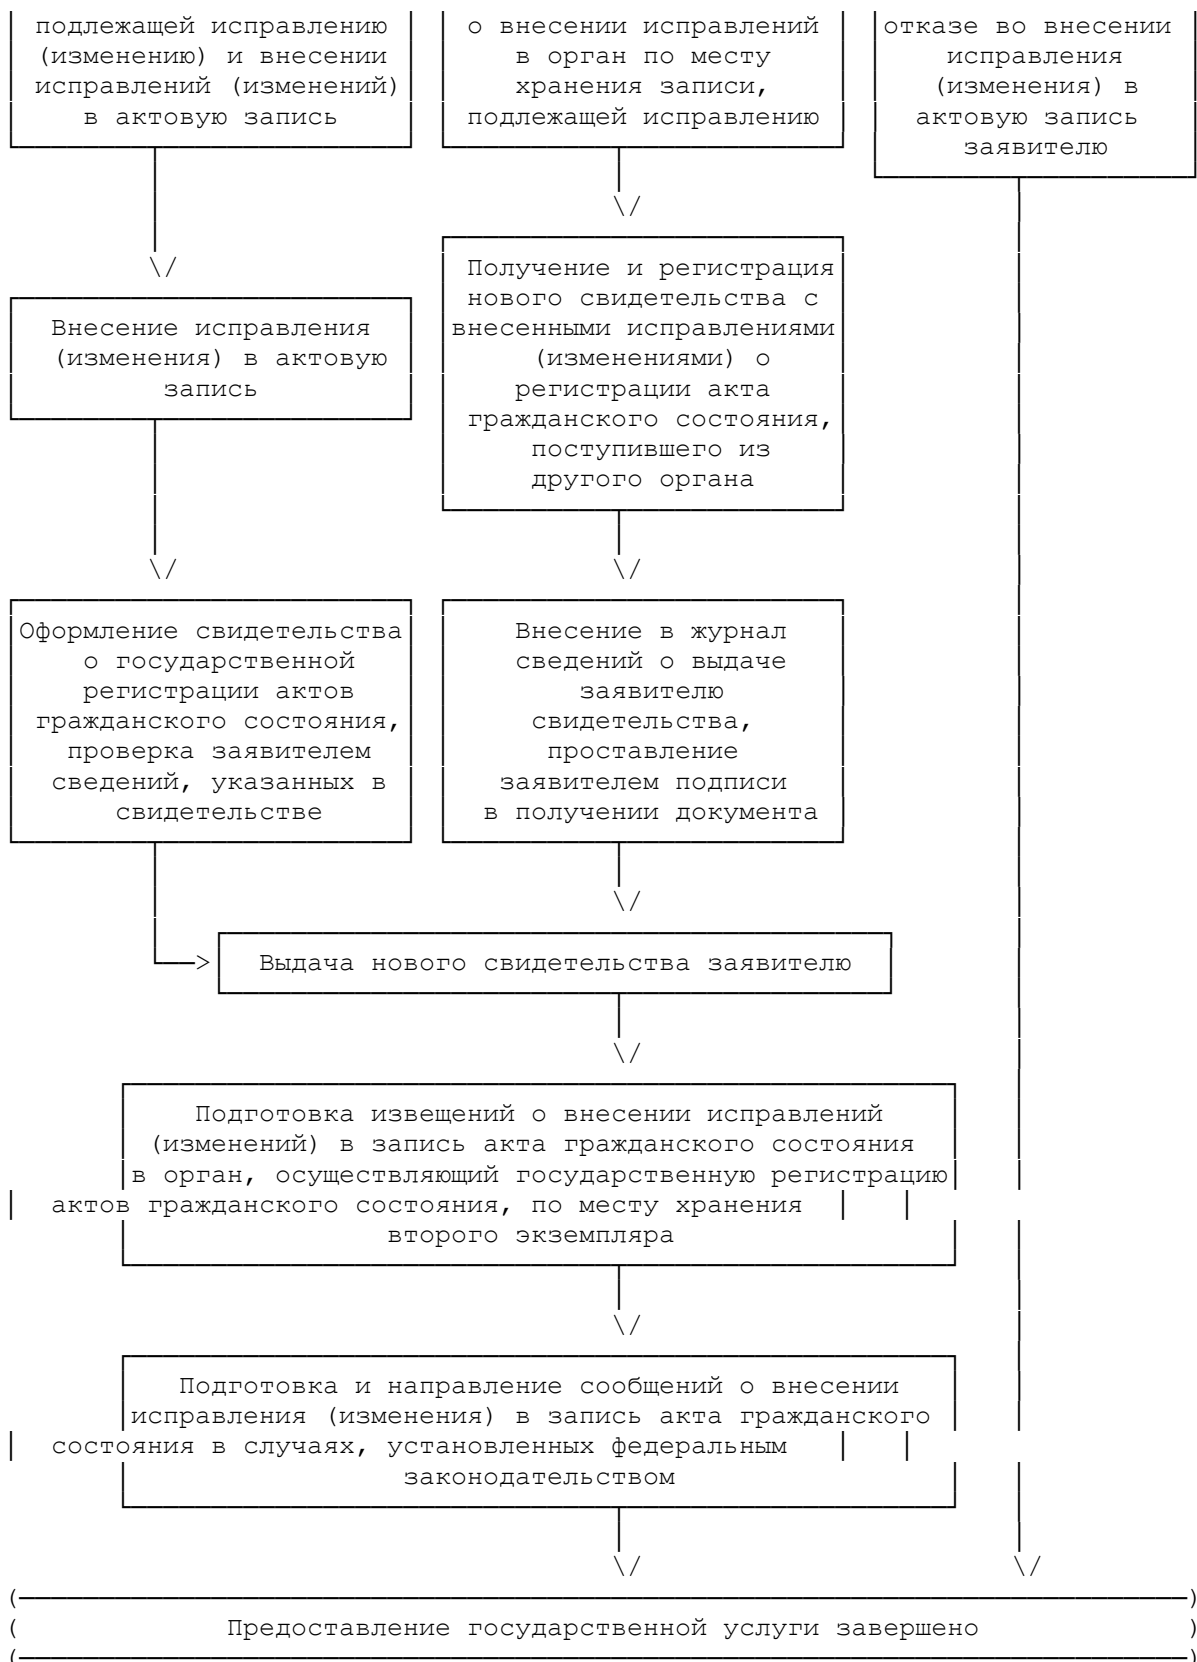 подлежащей исправлению
(изменению) и внесении
исправлений (изменений)
в актовую запись
о внесении исправлений
в орган по месту
хранения записи,
подлежащей исправлению
отказе во внесении
исправления
(изменения) в
актовую запись
заявителю
Внесение исправления
(изменения) в актовую
запись
Получение и регистрация
нового свидетельства с
внесенными исправлениями
(изменениями) о
регистрации акта
гражданского состояния,
поступившего из
другого органа
Оформление свидетельства
о государственной
регистрации актов
гражданского состояния,
проверка заявителем
сведений, указанных в
свидетельстве
Внесение в журнал
сведений о выдаче
заявителю
свидетельства,
проставление
заявителем подписи
в получении документа
Выдача нового свидетельства заявителю
Подготовка извещений о внесении исправлений
(изменений) в запись акта гражданского состояния
в орган, осуществляющий государственную регистрацию
актов гражданского состояния, по месту хранения
второго экземпляра
Подготовка и направление сообщений о внесении
исправления (изменения) в запись акта гражданского
состояния в случаях, установленных федеральным
законодательством
Предоставление государственной услуги завершено